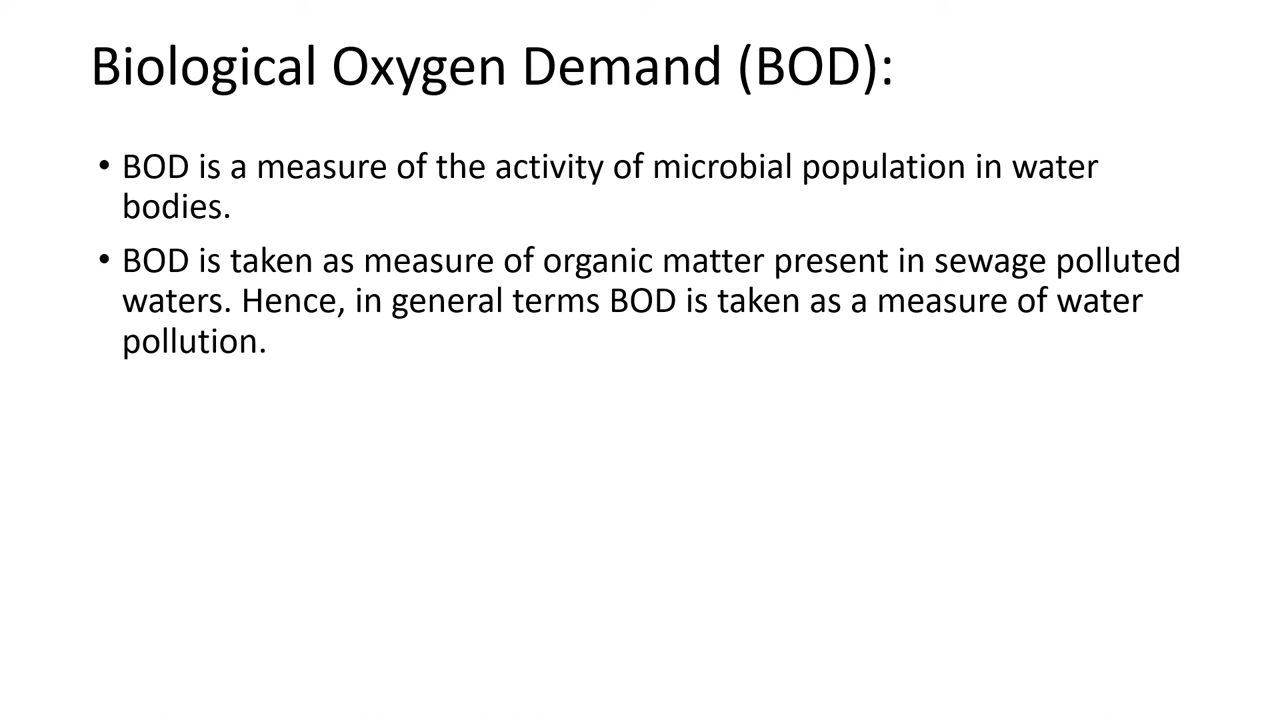 Biological Oxygen Demand (BOD):
• BOD is a measure of the activity of microbial population in water
bodies.
• BOD is taken as measure of organic matter present in sewage polluted
waters. Hence, in general terms BOD is taken as a measure of water
pollution.